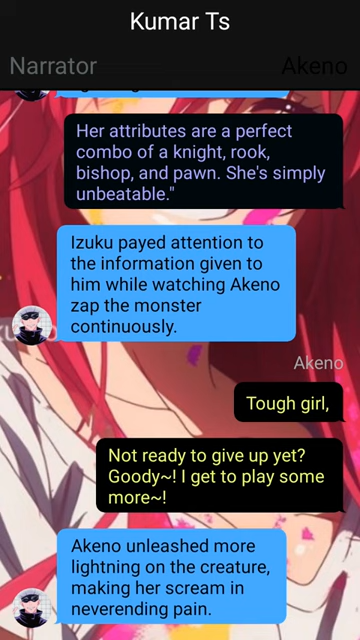 Kumar Ts
Narrator
Akeno
Her attributes are a perfect
combo of a knight, rook,
bishop, and pawn. She's simply
unbeatable."
Izuku payed attention to
the information given to
him while watching Akeno
zap the monster
continuously.
Akeno
Tough girl,
Not ready to give up yet?
Goody~! I get to play some
more~!
Akeno unleashed more
lightning on the creature,
making her scream in
neverending pain.